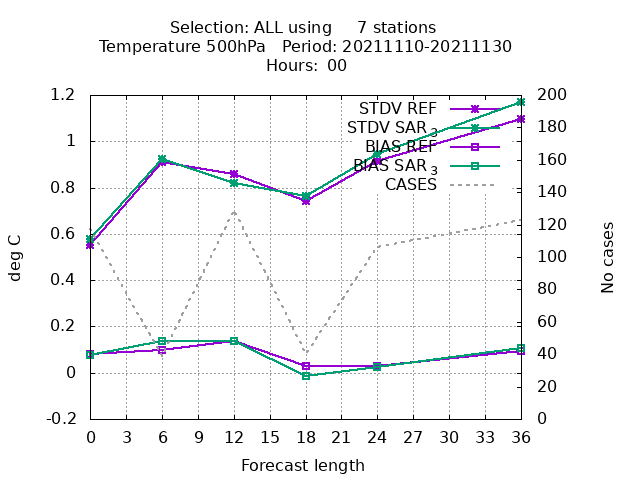 Selection: ALL using 7 stations
Temperature 500hPa Period: 20211110-20211130
Hours: 00
1.2
1
0.8
0.6
0.4
0.2
0
-0.2
deg C
STDV REF
STDV SAR 3
BIAS REF
BIAS SAR 3
CASES
200
180
160
140
120
100
80
60
40
20
0
No cases
0 3 6 9 12 15 18 21 24 27 30 33 36
Forecast length